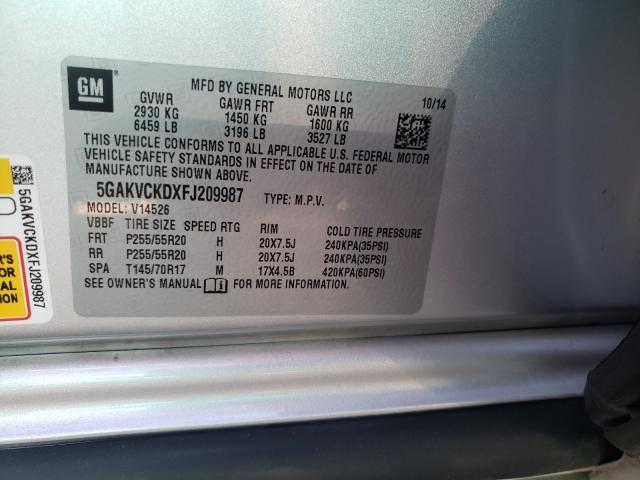 GM
MFD BY GENERAL MOTORS LLC
10/14
GVWR GAWR FRT GAWR RR
2930 KG 1450 KG 1600 KG
6459 LB 3196 LB 3527 LB
THIS VEHICLE CONFORMS TO ALL APPLICABLE U.S. FEDERAL MOTOR
VEHICLE SAFETY STANDARDS IN EFFECT ON THE DATE OF
MANUFACTURE SHOWN ABOVE.
5GAKVCKDXFJ209987 TYPE: M.P.V.
MODEL: V14526
VBBF TIRE SIZE SPEED RTG RIM COLD TIRE PRESSURE
FRT P255/55R20 H 20X7.5J 240KPA(35PSI)
RR P255/55R20 H 20X7.5J 240KPA(35PSI)
SPA T145/70R17 M 17X4.5B 420KPA(60PSI)
SEE OWNER'S MANUAL FOR MORE INFORMATION.
5GAKVCKDXFJ209987
R'S
FOR
NAL
TION